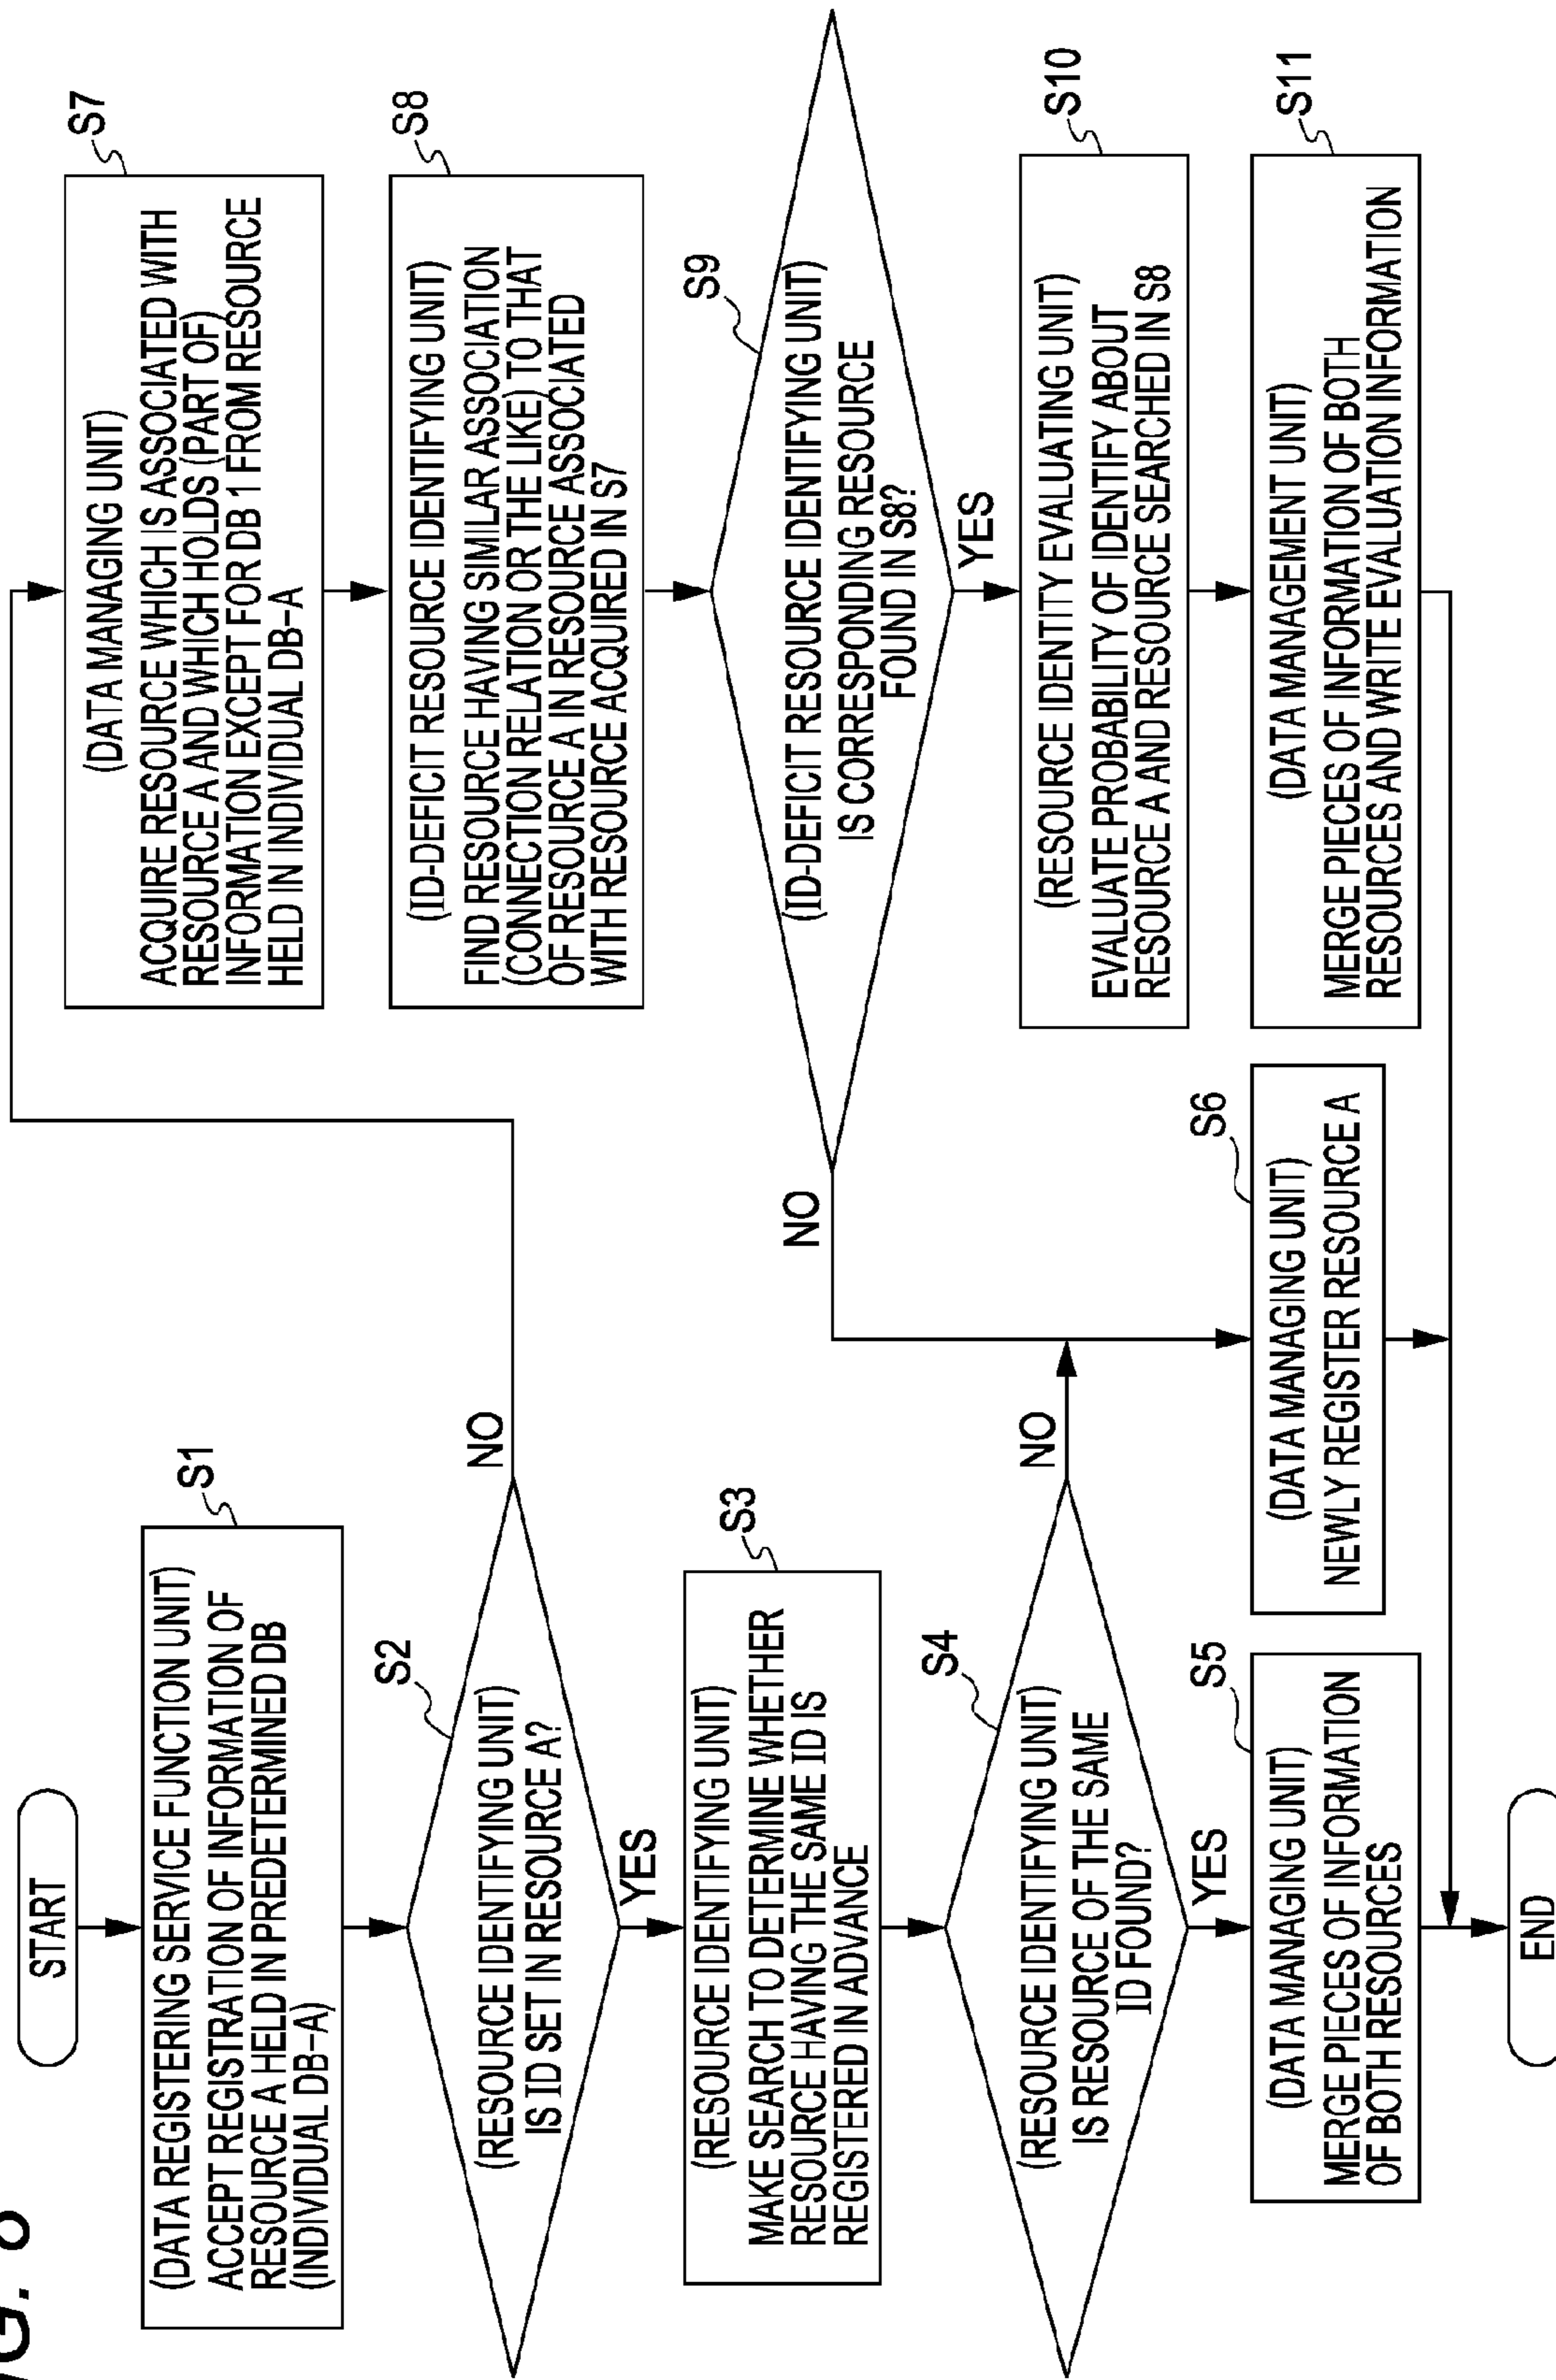 FIG. 8
START
S1
(DATA REGISTERING SERVICE FUNCTION UNIT)
ACCEPT REGISTRATION OF INFORMATION OF
RESOURCE A HELD IN PREDETERMINED DB
(INDIVIDUAL DB-A)
S2
(RESOURCE IDENTIFYING UNIT)
IS ID SET IN RESOURCE A?
NO
YES
S3
(RESOURCE IDENTIFYING UNIT)
MAKE SEARCH TO DETERMINE WHETHER
RESOURCE HAVING THE SAME ID IS
REGISTERED IN ADVANCE
S4
(RESOURCE IDENTIFYING UNIT)
IS RESOURCE OF THE SAME
ID FOUND?
NO
YES
S5
(DATA MANAGING UNIT)
MERGE PIECES OF INFORMATION
OF BOTH RESOURCES
S6
(DATA MANAGING UNIT)
NEWLY REGISTER RESOURCE A
S7
(DATA MANAGING UNIT)
ACQUIRE RESOURCE WHICH IS ASSOCIATED WITH
RESOURCE A AND WHICH HOLDS (PART OF)
INFORMATION EXCEPT FOR DB 1 FROM RESOURCE
HELD IN INDIVIDUAL DB-A
S8
(ID-DEFICIT RESOURCE IDENTIFYING UNIT)
FIND RESOURCE HAVING SIMILAR ASSOCIATION
(CONNECTION RELATION OR THE LIKE) TO THAT
OF RESOURCE A IN RESOURCE ASSOCIATED
WITH RESOURCE ACQUIRED IN S7
S9
(ID-DEFICIT RESOURCE IDENTIFYING UNIT)
IS CORRESPONDING RESOURCE
FOUND IN S8?
NO
YES
S10
(RESOURCE IDENTITY EVALUATING UNIT)
EVALUATE PROBABILITY OF IDENTIFY ABOUT
RESOURCE A AND RESOURCE SEARCHED IN S8
S11
(DATA MANAGEMENT UNIT)
MERGE PIECES OF INFORMATION OF BOTH
RESOURCES AND WRITE EVALUATION INFORMATION
END